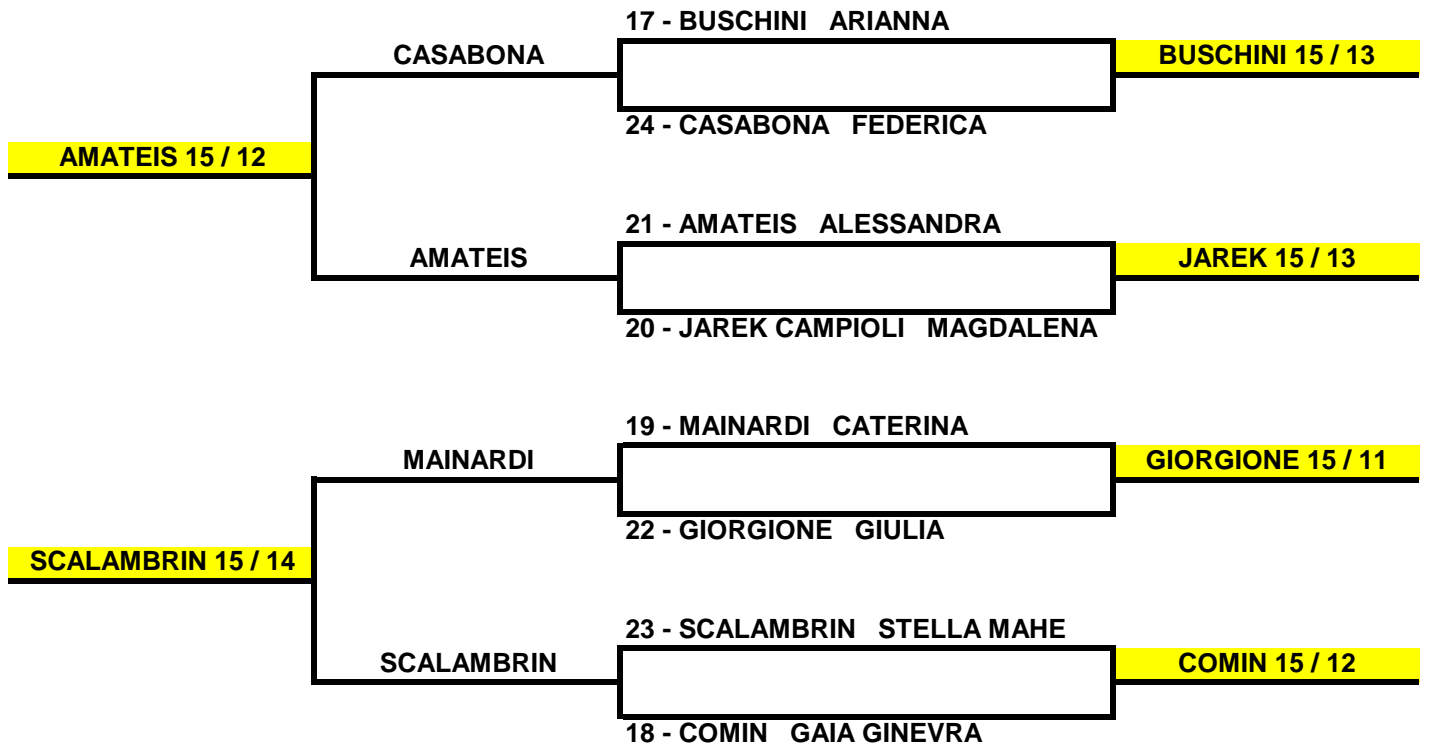 17 - BUSCHINI ARIANNA
CASABONA
BUSCHINI 15 / 13
24 - CASABONA FEDERICA
AMATEIS 15 / 12
21 - AMATEIS ALESSANDRA
AMATEIS
JAREK 15 / 13
20 - JAREK CAMPIOLI MAGDALENA
19 - MAINARDI CATERINA
MAINARDI
GIORGIONE 15 / 11
22 - GIORGIONE GIULIA
SCALAMBRIN 15 / 14
23 - SCALAMBRIN STELLA MAHE
SCALAMBRIN
COMIN 15 / 12
18 - COMIN GAIA GINEVRA